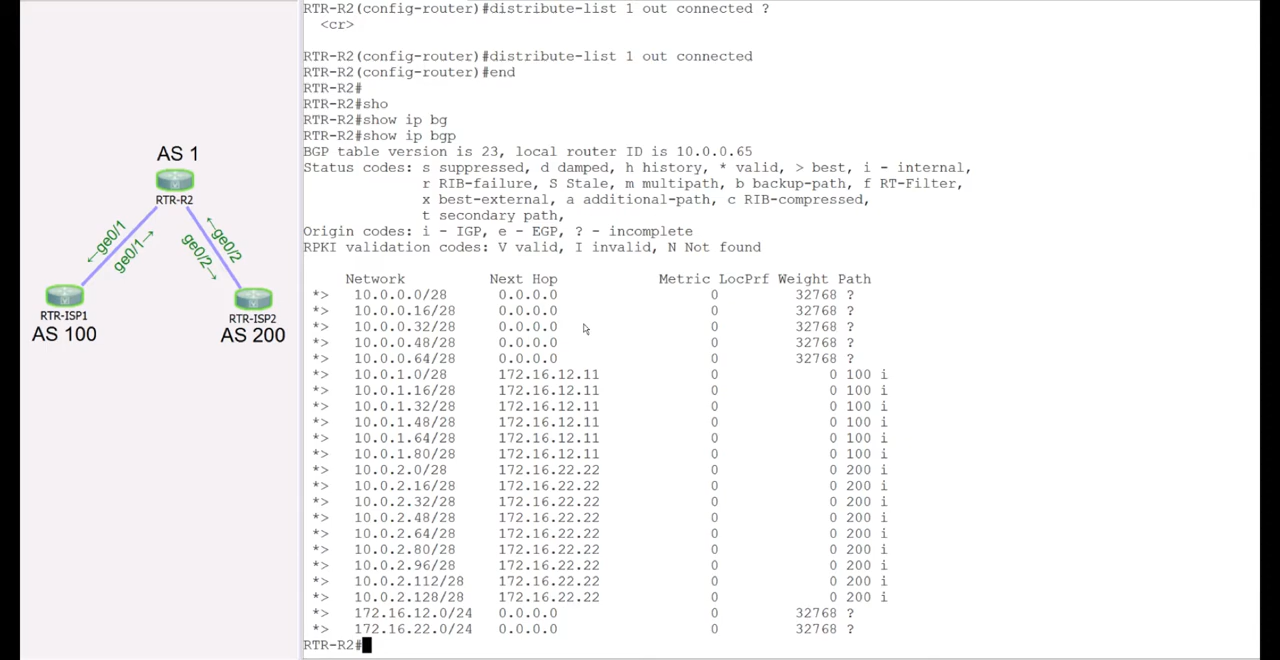 AS 1
RTR-R2
←ge0/1
ge0/1→
←ge0/2
ge0/2→
RTR-ISP1
AS 100
RTR-ISP2
AS 200
RTR-R2(config-router)#distribute-list 1 out connected ?
<cr>
RTR-R2(config-router)#distribute-list 1 out connected
RTR-R2(config-router)#end
RTR-R2#
RTR-R2#sho
RTR-R2#show ip bg
RTR-R2#show ip bgp
BGP table version is 23, local router ID is 10.0.0.65
Status codes: s suppressed, d damped, h history, * valid, > best, i - internal,
r RIB-failure, S Stale, m multipath, b backup-path, f RT-Filter,
x best-external, a additional-path, c RIB-compressed,
t secondary path,
Origin codes: i - IGP, e - EGP, ? - incomplete
RPKI validation codes: V valid, I invalid, N Not found
Network Next Hop Metric LocPrf Weight Path
*> 10.0.0.0/28 0.0.0.0 0 32768 ?
*> 10.0.0.16/28 0.0.0.0 0 32768 ?
*> 10.0.0.32/28 0.0.0.0 0 32768 ?
*> 10.0.0.48/28 0.0.0.0 0 32768 ?
*> 10.0.0.64/28 0.0.0.0 0 32768 ?
*> 10.0.1.0/28 172.16.12.11 0 0 100 i
*> 10.0.1.16/28 172.16.12.11 0 0 100 i
*> 10.0.1.32/28 172.16.12.11 0 0 100 i
*> 10.0.1.48/28 172.16.12.11 0 0 100 i
*> 10.0.1.64/28 172.16.12.11 0 0 100 i
*> 10.0.1.80/28 172.16.12.11 0 0 100 i
*> 10.0.2.0/28 172.16.22.22 0 0 200 i
*> 10.0.2.16/28 172.16.22.22 0 0 200 i
*> 10.0.2.32/28 172.16.22.22 0 0 200 i
*> 10.0.2.48/28 172.16.22.22 0 0 200 i
*> 10.0.2.64/28 172.16.22.22 0 0 200 i
*> 10.0.2.80/28 172.16.22.22 0 0 200 i
*> 10.0.2.96/28 172.16.22.22 0 0 200 i
*> 10.0.2.112/28 172.16.22.22 0 0 200 i
*> 10.0.2.128/28 172.16.22.22 0 0 200 i
*> 172.16.12.0/24 0.0.0.0 0 32768 ?
*> 172.16.22.0/24 0.0.0.0 0 32768 ?
RTR-R2#